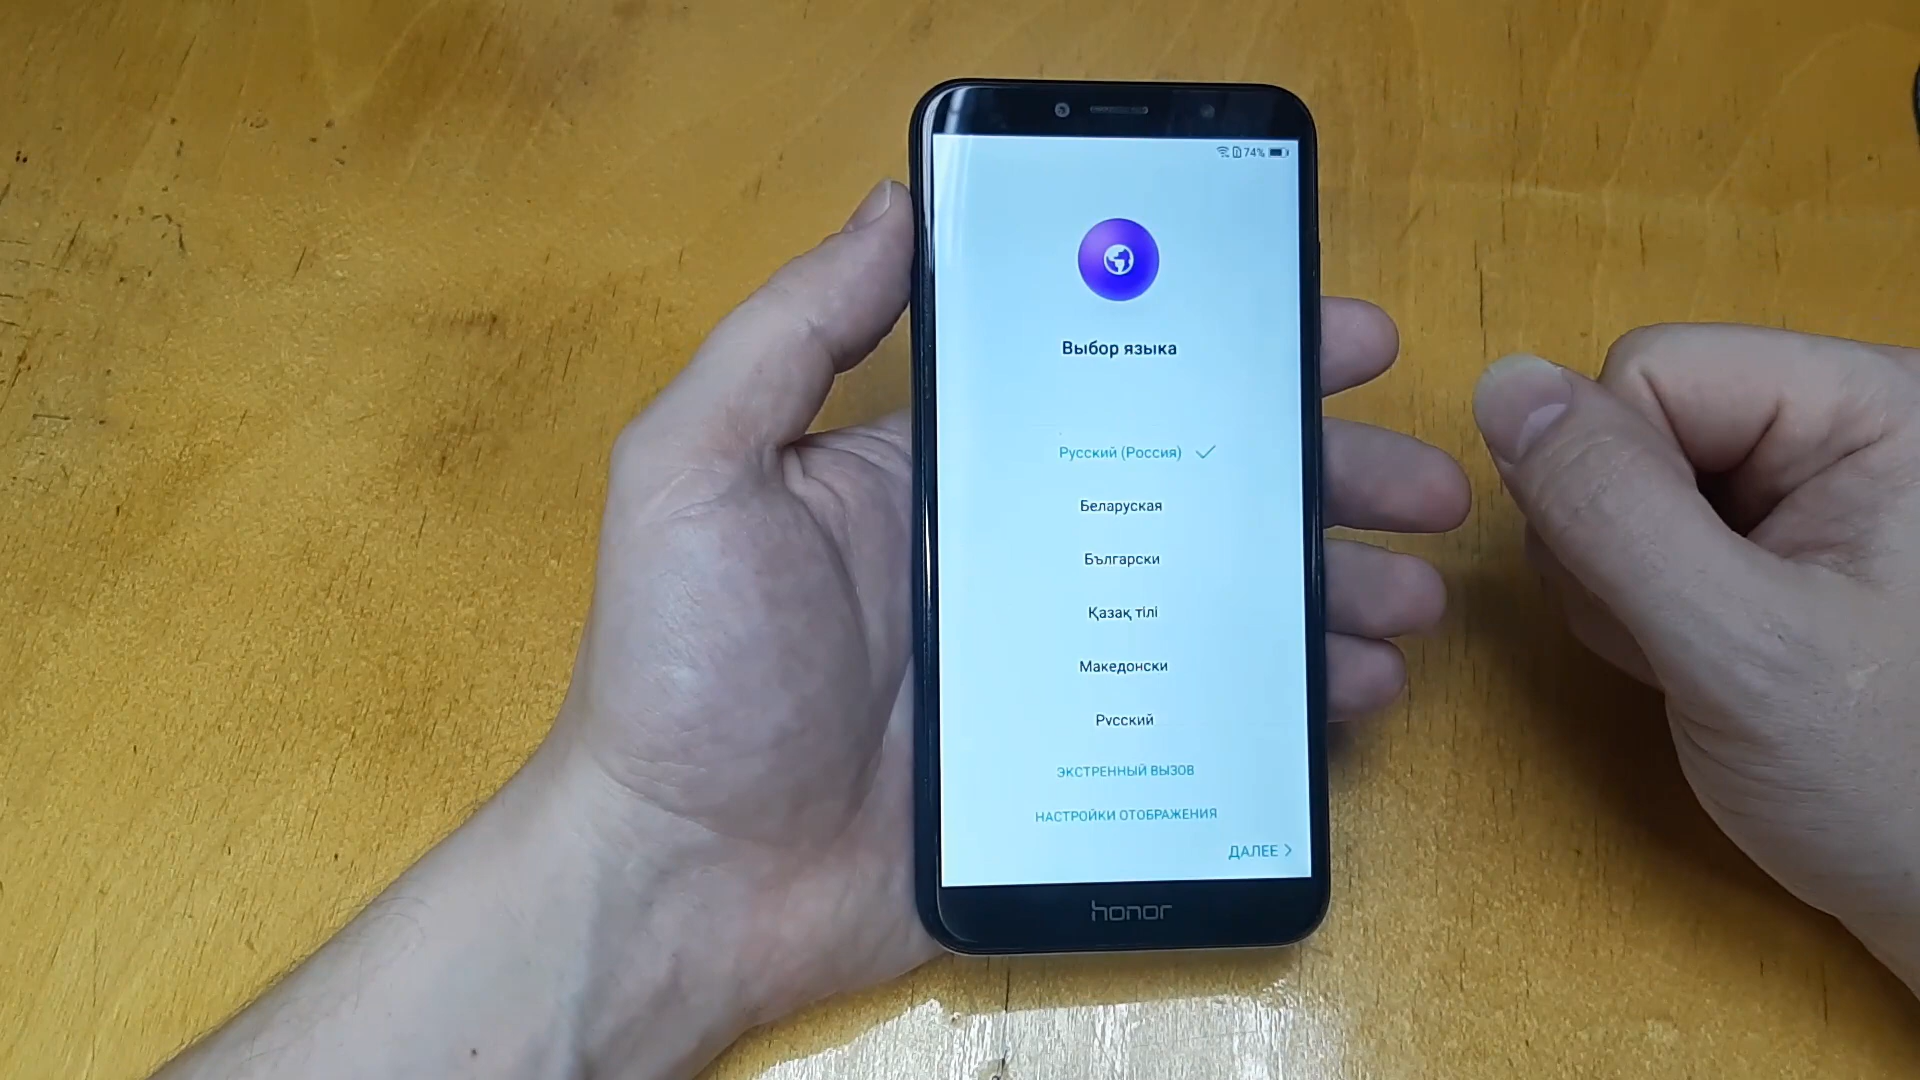 74%
Выбор языка
Русский (Россия)
Беларуская
Български
Қазақ тілі
Македонски
Русский
ЭКСТРЕННЫЙ ВЫЗОВ
НАСТРОЙКИ ОТОБРАЖЕНИЯ
ДАЛЕЕ
honor